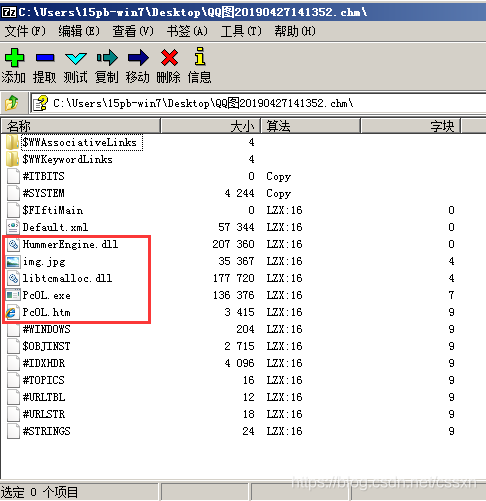 C:\Users\15pb-win7\Desktop\QQ图20190427141352.chm\
文件(F) 编辑(E) 查看(V) 书签(A) 工具(T) 帮助(H)
添加 提取 测试 复制 移动 删除 信息
C:\Users\15pb-win7\Desktop\QQ图20190427141352.chm\
名称 大小 算法 字块
$WWAssociativeLinks 4
$WWKeywordLinks 4
#ITBITS 0 Copy
#SYSTEM 4 244 Copy
$FIftiMain 0 LZX:16 0
Default.xml 57 344 LZX:16 0
HummerEngine.dll 207 360 LZX:16 0
img.jpg 35 367 LZX:16 4
libtcmalloc.dll 177 720 LZX:16 4
PcOL.exe 136 376 LZX:16 7
PcOL.htm 3 415 LZX:16 9
#WINDOWS 204 LZX:16 9
$OBJINST 2 715 LZX:16 9
#IDXHDR 4 096 LZX:16 9
#TOPICS 16 LZX:16 9
#URLTBL 12 LZX:16 9
#URLSTR 18 LZX:16 9
#STRINGS 24 LZX:16 9
https://blog.csdn.net/cssxn
选定 0 个项目